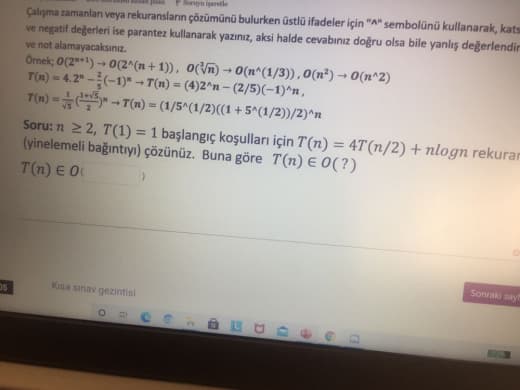 Çalışma zamanları veya rekuransların çözümünü bulurken üstlü ifadeler için "^" sembolünü kullanarak, kats
ve negatif değerleri ise parantez kullanarak yazınız, aksi halde cevabınız doğru olsa bile yanlış değerlendir
ve not alamayacaksınız.
Örnek; O(2ⁿ⁺¹) → O(2^(n + 1)), O(∛n) → O(n^(1/3)), O(n²) → O(n^2)
T(n) = 4.2ⁿ − 2/5(−1)ⁿ → T(n) = (4)2^n − (2/5)(−1)^n,
T(n) = 1/√5((1+√5)/2)ⁿ → T(n) = (1/5^(1/2)((1 + 5^(1/2))/2)^n
Soru: n ≥ 2, T(1) = 1 başlangıç koşulları için T(n) = 4T(n/2) + nlogn rekurar
(yinelemeli bağıntıyı) çözünüz. Buna göre T(n) ∈ O(?)
T(n) ∈ O( )
Kısa sınav gezintisi
Sonraki sayf